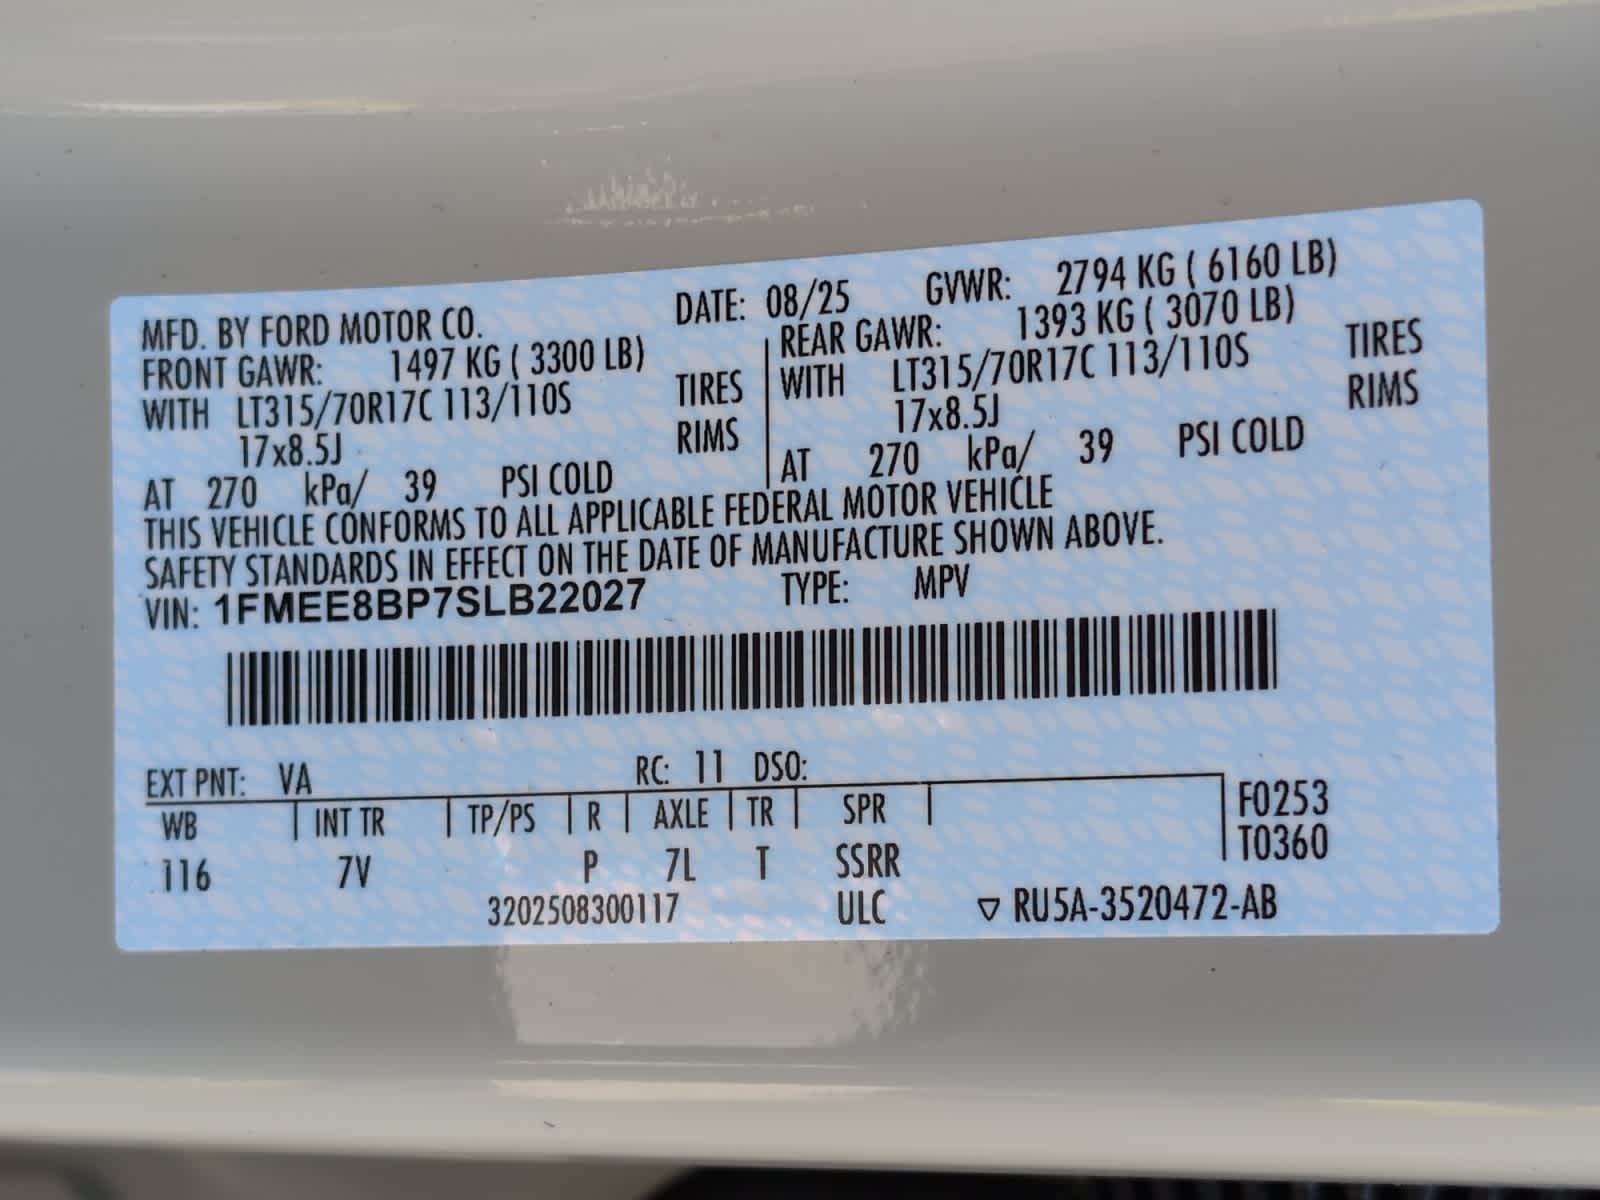 MFD. BY FORD MOTOR CO. DATE: 08/25 GVWR: 2794 KG ( 6160 LB)
FRONT GAWR: 1497 KG ( 3300 LB) REAR GAWR: 1393 KG ( 3070 LB)
WITH LT315/70R17C 113/110S TIRES WITH LT315/70R17C 113/110S TIRES
17x8.5J RIMS 17x8.5J RIMS
AT 270 kPa/ 39 PSI COLD AT 270 kPa/ 39 PSI COLD
THIS VEHICLE CONFORMS TO ALL APPLICABLE FEDERAL MOTOR VEHICLE
SAFETY STANDARDS IN EFFECT ON THE DATE OF MANUFACTURE SHOWN ABOVE.
VIN: 1FMEE8BP7SLB22027 TYPE: MPV
EXT PNT: VA RC: 11 DSO:
WB INT TR TP/PS R AXLE TR SPR F0253
T0360
116 7V P 7L T SSRR
3202508300117 ULC ▽ RU5A-3520472-AB